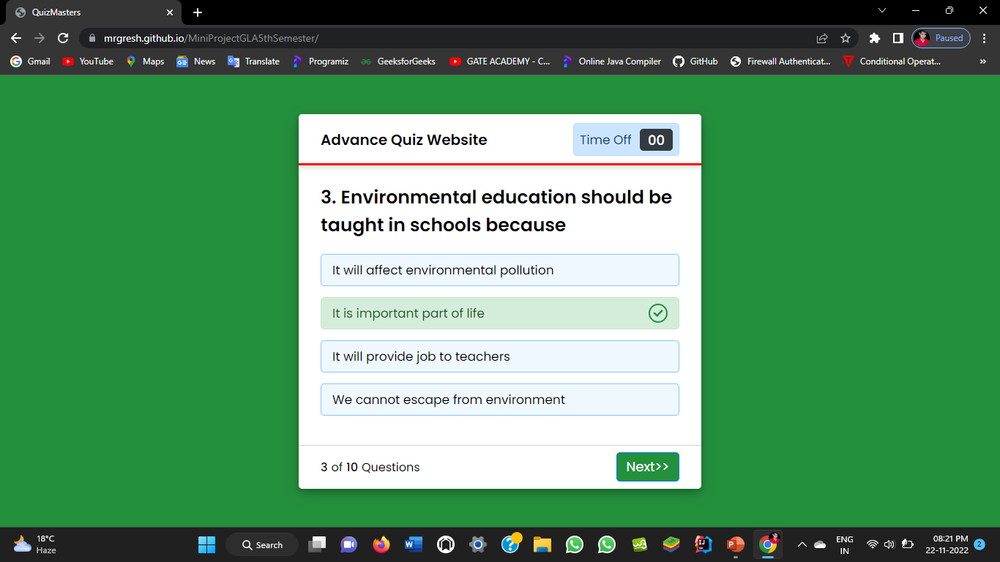 QuizMasters
mrgresh.github.io/MiniProjectGLA5thSemester/
Paused
Gmail YouTube Maps News Translate Programiz GeeksforGeeks GATE ACADEMY - C... Online Java Compiler GitHub Firewall Authenticat... Conditional Operat... »
Advance Quiz Website
Time Off 00
3. Environmental education should be
taught in schools because
It will affect environmental pollution
It is important part of life
It will provide job to teachers
We cannot escape from environment
3 of 10 Questions
Next>>
18°C
Haze
Search
ENG
IN
08:21 PM
22-11-2022
2